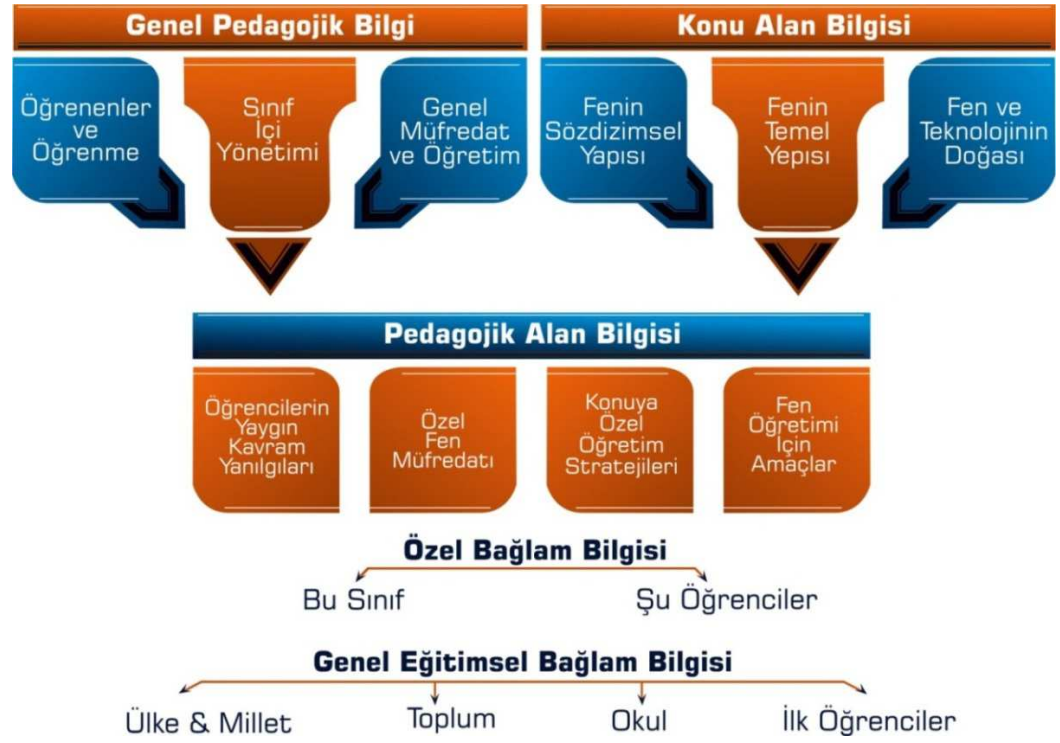 Genel Pedagojik Bilgi
Öğrenenler
ve
Öğrenme
Sınıf
İçi
Yönetimi
Genel
Müfredat
ve Öğretim
Konu Alan Bilgisi
Fenin
Sözdizimsel
Yapısı
Fenin
Temel
Yepısı
Fen ve
Teknolojinin
Doğası
Pedagojik Alan Bilgisi
Öğrencilerin
Yaygın
Kavram
Yanılgıları
Özel
Fen
Müfredatı
Konuya
Özel
Öğretim
Stratejileri
Fen
Öğretimi
İçin
Amaçlar
Özel Bağlam Bilgisi
Bu Sınıf
Şu Öğrenciler
Genel Eğitimsel Bağlam Bilgisi
Ülke & Millet
Toplum
Okul
İlk Öğrenciler